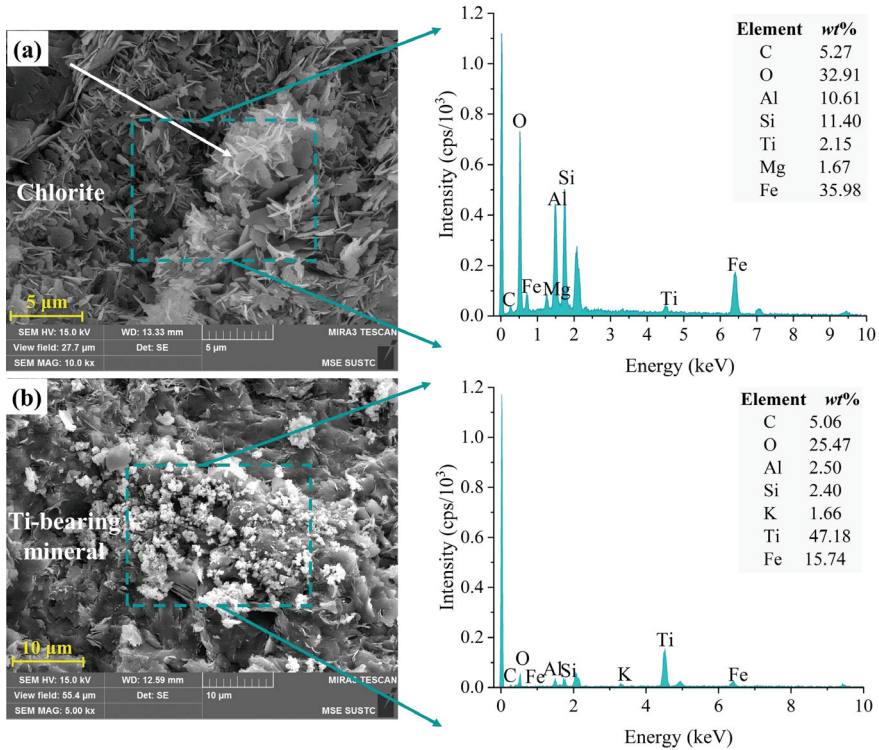 (a)
Chlorite
5 μm
SEM HV: 15.0 kV WD: 13.33 mm MIRA3 TESCAN
View field: 27.7 μm Det: SE 5 μm
SEM MAG: 10.0 kx MSE SUSTC
Intensity (cps/10³)
1.2
1.0
0.8
0.6
0.4
0.2
0.0
C
O
Fe
Mg
Al
Si
Ti
Fe
0 1 2 3 4 5 6 7 8 9 10
Energy (keV)
Element wt%
C 5.27
O 32.91
Al 10.61
Si 11.40
Ti 2.15
Mg 1.67
Fe 35.98
(b)
Ti-bearing
mineral
10 μm
SEM HV: 15.0 kV WD: 12.59 mm MIRA3 TESCAN
View field: 55.4 μm Det: SE 10 μm
SEM MAG: 5.00 kx MSE SUSTC
Intensity (cps/10³)
1.2
1.0
0.8
0.6
0.4
0.2
0.0
C
O
Fe
Al
Si
K
Ti
Fe
0 2 4 6 8 10
Energy (keV)
Element wt%
C 5.06
O 25.47
Al 2.50
Si 2.40
K 1.66
Ti 47.18
Fe 15.74